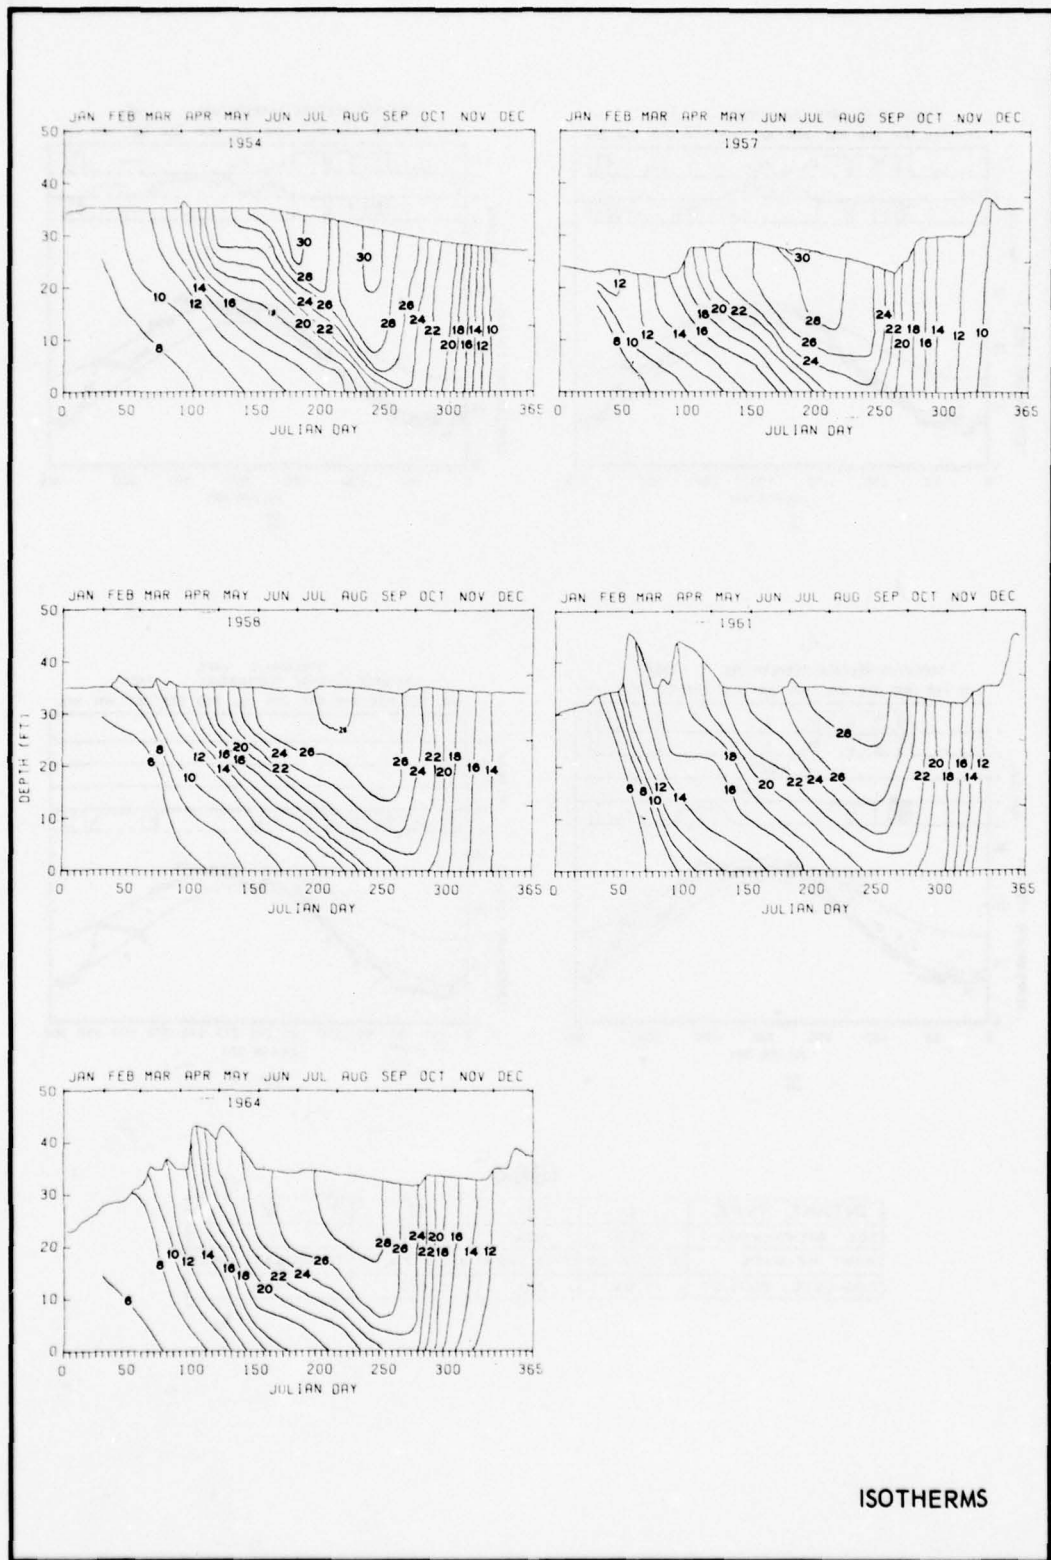 JAN FEB MAR APR MAY JUN JUL AUG SEP OCT NOV DEC
1954
50
40
30
20
10
0
30 30
28
10 14
12 16 18 24 26
20 22
8
28 26
24
22
18 14 10
20 16 12
0 50 100 150 200 250 300 365
JULIAN DAY
JAN FEB MAR APR MAY JUN JUL AUG SEP OCT NOV DEC
1957
30
12
8 10 12 14
18 20 22
16
28
26
24
24
22 18 14
20 16
12 10
0 50 100 150 200 250 300 365
JULIAN DAY
DEPTH (FT)
JAN FEB MAR APR MAY JUN JUL AUG SEP OCT NOV DEC
1958
50
40
30
20
10
0
28
8
6
10
12 16 20 24 26
14 18 22
26 22 18
24 20 16 14
0 50 100 150 200 250 300 365
JULIAN DAY
JAN FEB MAR APR MAY JUN JUL AUG SEP OCT NOV DEC
1961
28
18
6 8 12
10 14
16 16 22 24 26
20 16 12
22 18 14
0 50 100 150 200 250 300 365
JULIAN DAY
JAN FEB MAR APR MAY JUN JUL AUG SEP OCT NOV DEC
1964
50
40
30
20
10
0
6
10 14
8 12 16 18
20 22 24 26
12
28
26
24 20 16
22 18 14 12
0 50 100 150 200 250 300 365
JULIAN DAY
ISOTHERMS